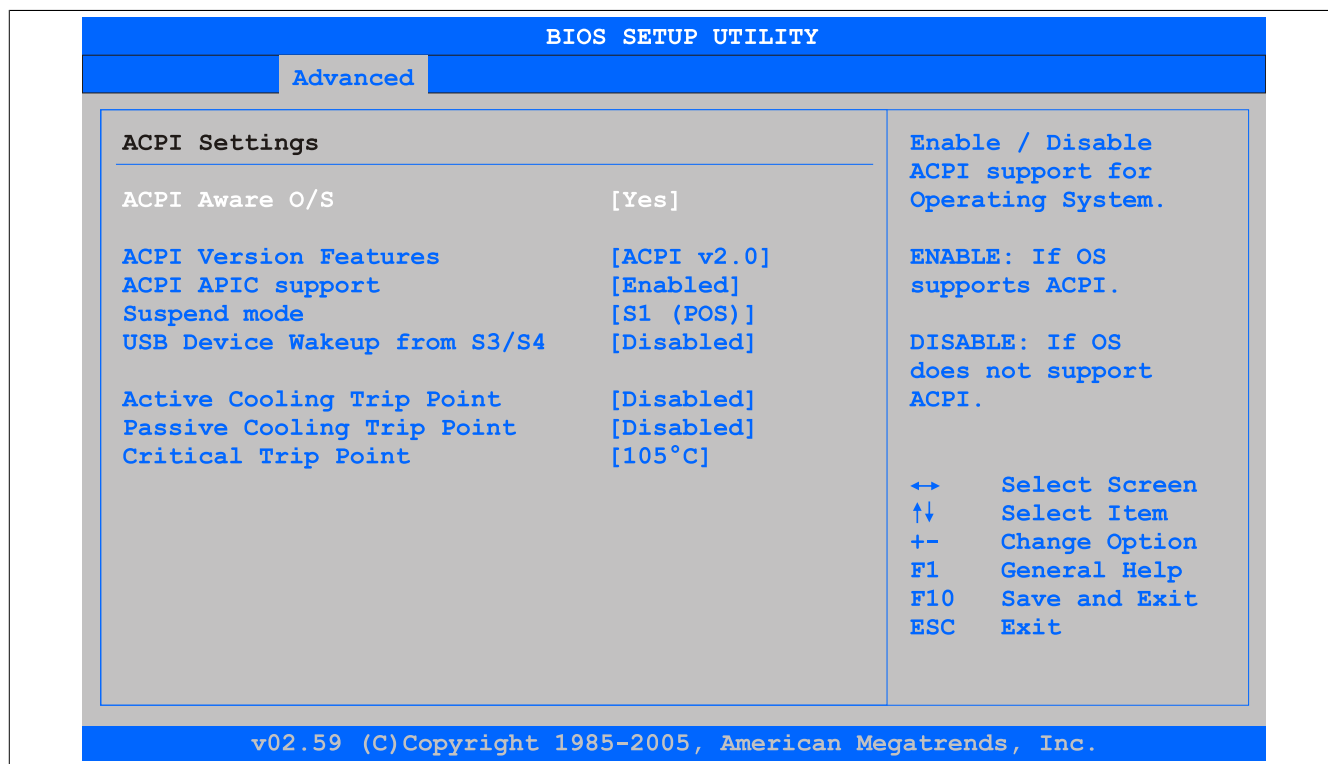 BIOS SETUP UTILITY
Advanced
ACPI Settings
ACPI Aware O/S [Yes]
ACPI Version Features [ACPI v2.0]
ACPI APIC support [Enabled]
Suspend mode [S1 (POS)]
USB Device Wakeup from S3/S4 [Disabled]
Active Cooling Trip Point [Disabled]
Passive Cooling Trip Point [Disabled]
Critical Trip Point [105°C]
Enable / Disable
ACPI support for
Operating System.
ENABLE: If OS
supports ACPI.
DISABLE: If OS
does not support
ACPI.
↔ Select Screen
↑↓ Select Item
+- Change Option
F1 General Help
F10 Save and Exit
ESC Exit
v02.59 (C)Copyright 1985-2005, American Megatrends, Inc.